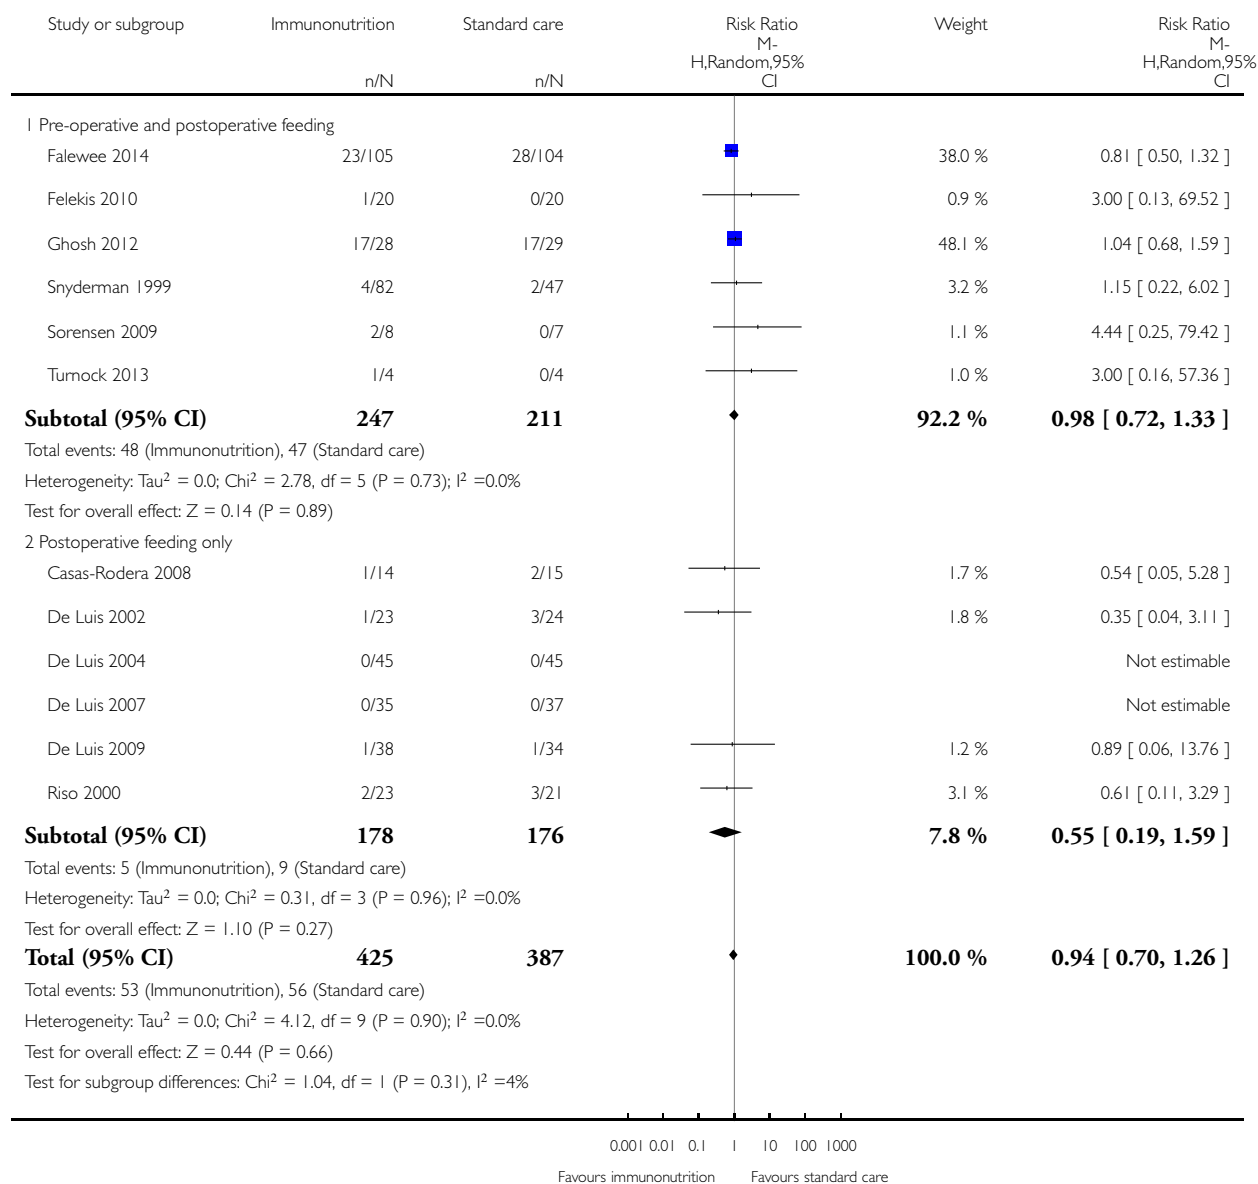 Study or subgroup Immunonutrition Standard care Risk Ratio Weight Risk Ratio
M- M-
H,Random,95% H,Random,95%
n/N n/N CI CI
1 Pre-operative and postoperative feeding
Falewee 2014 23/105 28/104 38.0 % 0.81 [ 0.50, 1.32 ]
Felekis 2010 1/20 0/20 0.9 % 3.00 [ 0.13, 69.52 ]
Ghosh 2012 17/28 17/29 48.1 % 1.04 [ 0.68, 1.59 ]
Snyderman 1999 4/82 2/47 3.2 % 1.15 [ 0.22, 6.02 ]
Sorensen 2009 2/8 0/7 1.1 % 4.44 [ 0.25, 79.42 ]
Turnock 2013 1/4 0/4 1.0 % 3.00 [ 0.16, 57.36 ]
Subtotal (95% CI) 247 211 92.2 % 0.98 [ 0.72, 1.33 ]
Total events: 48 (Immunonutrition), 47 (Standard care)
Heterogeneity: Tau² = 0.0; Chi² = 2.78, df = 5 (P = 0.73); I² =0.0%
Test for overall effect: Z = 0.14 (P = 0.89)
2 Postoperative feeding only
Casas-Rodera 2008 1/14 2/15 1.7 % 0.54 [ 0.05, 5.28 ]
De Luis 2002 1/23 3/24 1.8 % 0.35 [ 0.04, 3.11 ]
De Luis 2004 0/45 0/45 Not estimable
De Luis 2007 0/35 0/37 Not estimable
De Luis 2009 1/38 1/34 1.2 % 0.89 [ 0.06, 13.76 ]
Riso 2000 2/23 3/21 3.1 % 0.61 [ 0.11, 3.29 ]
Subtotal (95% CI) 178 176 7.8 % 0.55 [ 0.19, 1.59 ]
Total events: 5 (Immunonutrition), 9 (Standard care)
Heterogeneity: Tau² = 0.0; Chi² = 0.31, df = 3 (P = 0.96); I² =0.0%
Test for overall effect: Z = 1.10 (P = 0.27)
Total (95% CI) 425 387 100.0 % 0.94 [ 0.70, 1.26 ]
Total events: 53 (Immunonutrition), 56 (Standard care)
Heterogeneity: Tau² = 0.0; Chi² = 4.12, df = 9 (P = 0.90); I² =0.0%
Test for overall effect: Z = 0.44 (P = 0.66)
Test for subgroup differences: Chi² = 1.04, df = 1 (P = 0.31), I² =4%
0.001 0.01 0.1 1 10 100 1000
Favours immunonutrition Favours standard care